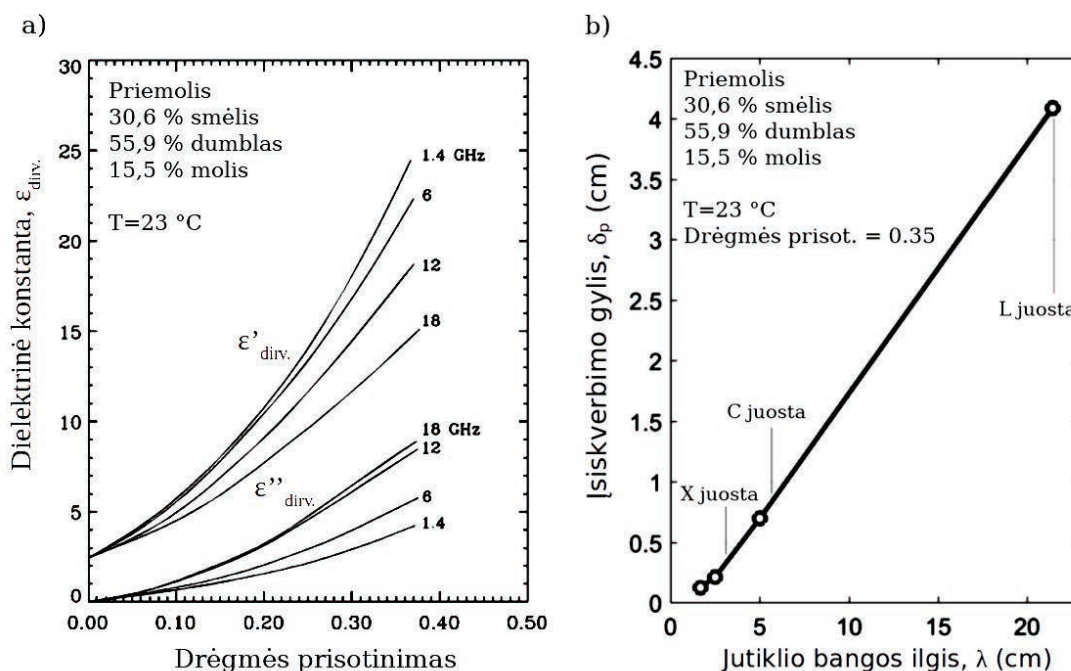 a)
30
25
20
15
10
5
0
0.00
0.10
0.20
0.30
0.40
0.50
Dielektrinė konstanta, εdirv.
Drėgmės prisotinimas
Priemolis
30,6 % smėlis
55,9 % dumblas
15,5 % molis
T=23 °C
1.4 GHz
6
12
18
ε’dirv.
18 GHz
12
6
1.4
ε’’dirv.
b)
4.5
4
3.5
3
2.5
2
1.5
1
0.5
0
0
5
10
15
20
Įsiskverbimo gylis, δp (cm)
Jutiklio bangos ilgis, λ (cm)
Priemolis
30,6 % smėlis
55,9 % dumblas
15,5 % molis
T=23 °C
Drėgmės prisot. = 0.35
L juosta
C juosta
X juosta